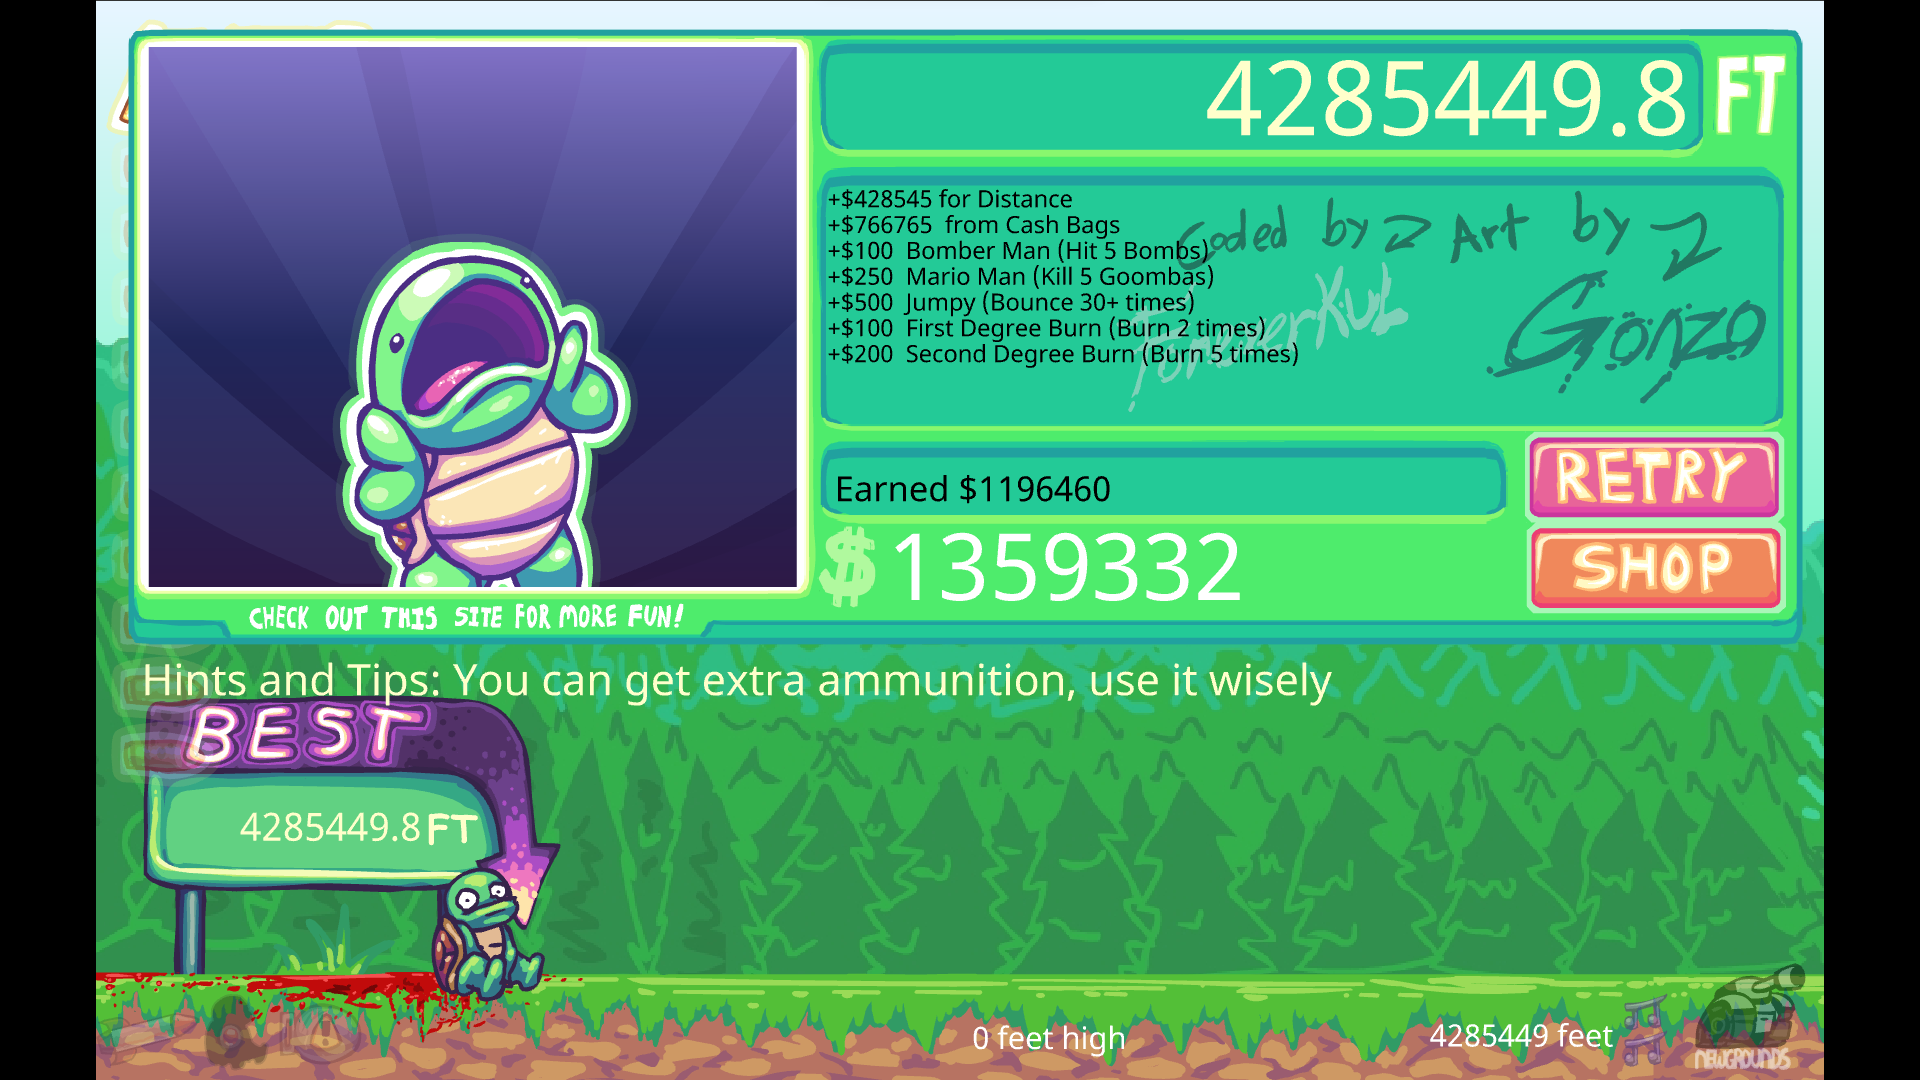 4285449.8 FT
+$428545 for Distance
+$766765  from Cash Bags
+$100  Bomber Man (Hit 5 Bombs)
+$250  Mario Man (Kill 5 Goombas)
+$500  Jumpy (Bounce 30+ times)
+$100  First Degree Burn (Burn 2 times)
+$200  Second Degree Burn (Burn 5 times)
Coded by
Art by
Gonzo
Earned $1196460
RETRY
$ 1359332
SHOP
CHECK OUT THIS SITE FOR MORE FUN!
Hints and Tips: You can get extra ammunition, use it wisely
BEST
4285449.8 FT
0 feet high
4285449 feet
NEWGROUNDS